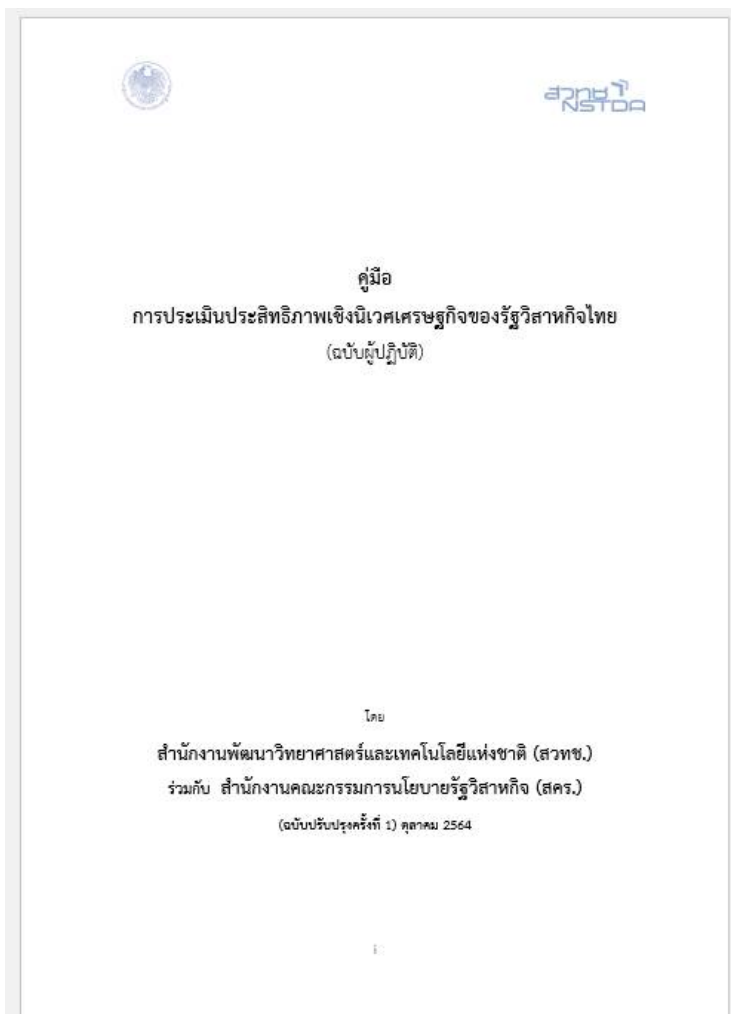 สวทช
NSTDA
คู่มือ
การประเมินประสิทธิภาพเชิงนิเวศเศรษฐกิจของรัฐวิสาหกิจไทย
(ฉบับผู้ปฏิบัติ)
โดย
สำนักงานพัฒนาวิทยาศาสตร์และเทคโนโลยีแห่งชาติ (สวทช.)
ร่วมกับ สำนักงานคณะกรรมการนโยบายรัฐวิสาหกิจ (สคร.)
(ฉบับปรับปรุงครั้งที่ 1) ตุลาคม 2564
i